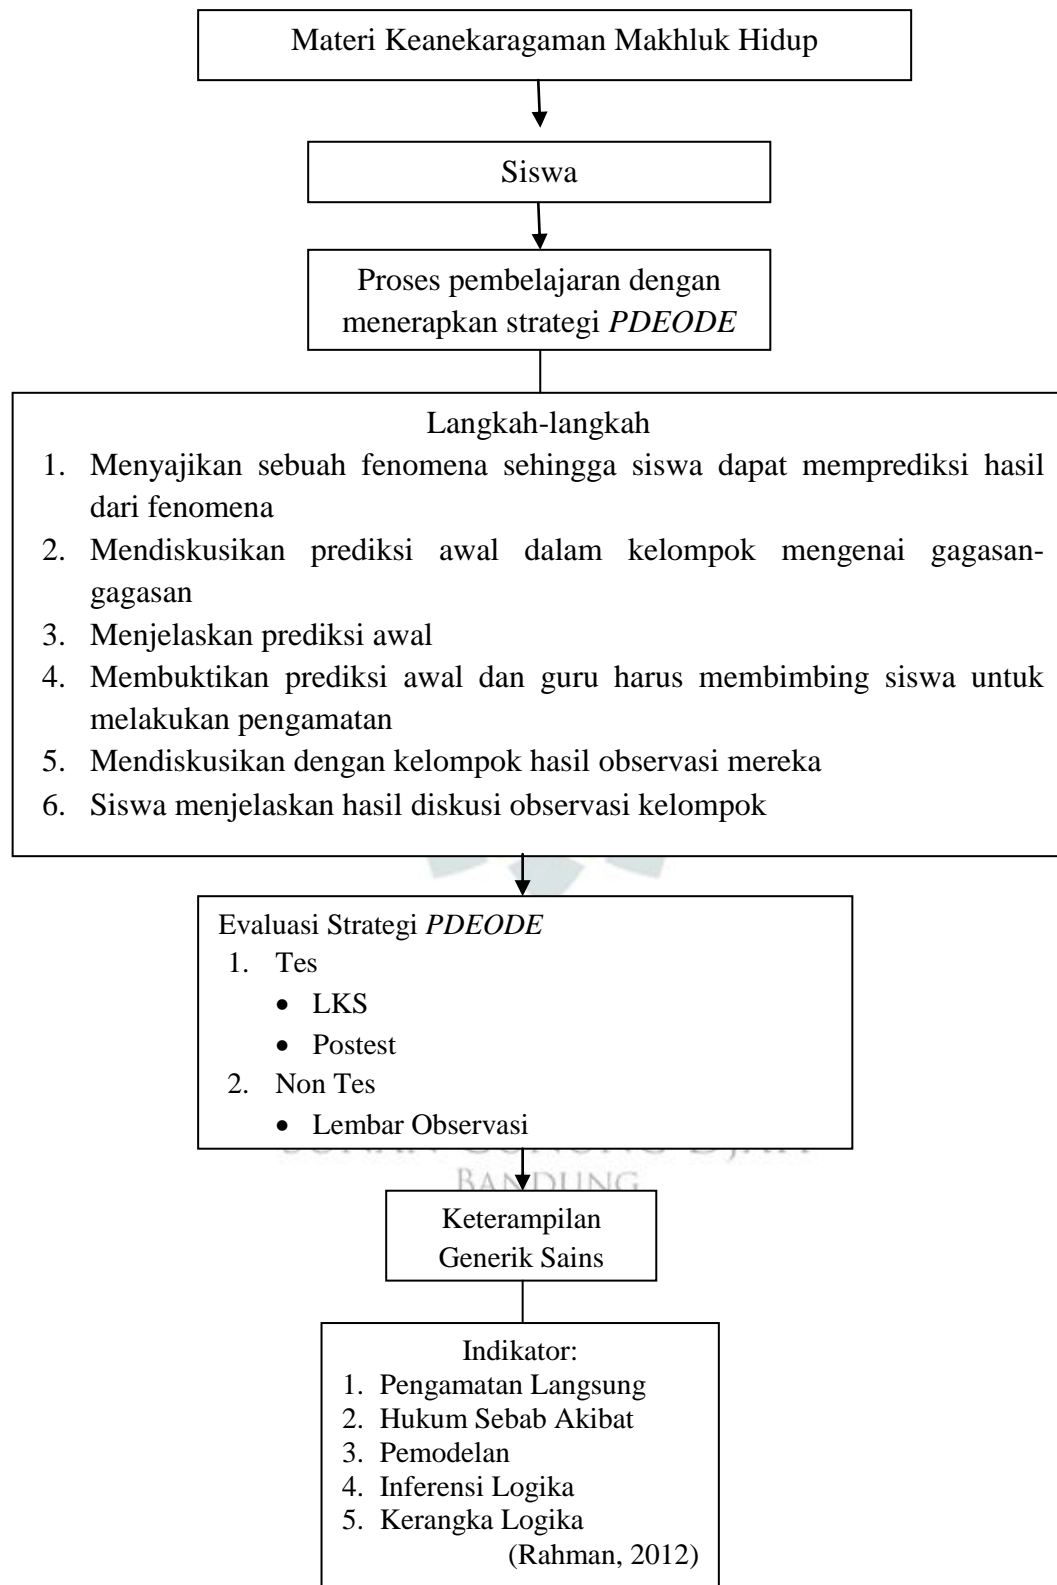 Materi Keanekaragaman Makhluk Hidup
Siswa
Proses pembelajaran dengan
menerapkan strategi PDEODE
Langkah-langkah
1. Menyajikan sebuah fenomena sehingga siswa dapat memprediksi hasil
dari fenomena
2. Mendiskusikan prediksi awal dalam kelompok mengenai gagasan-
gagasan
3. Menjelaskan prediksi awal
4. Membuktikan prediksi awal dan guru harus membimbing siswa untuk
melakukan pengamatan
5. Mendiskusikan dengan kelompok hasil observasi mereka
6. Siswa menjelaskan hasil diskusi observasi kelompok
Evaluasi Strategi PDEODE
1. Tes
• LKS
• Postest
2. Non Tes
• Lembar Observasi
BANDUNG
Keterampilan
Generik Sains
Indikator:
1. Pengamatan Langsung
2. Hukum Sebab Akibat
3. Pemodelan
4. Inferensi Logika
5. Kerangka Logika
(Rahman, 2012)